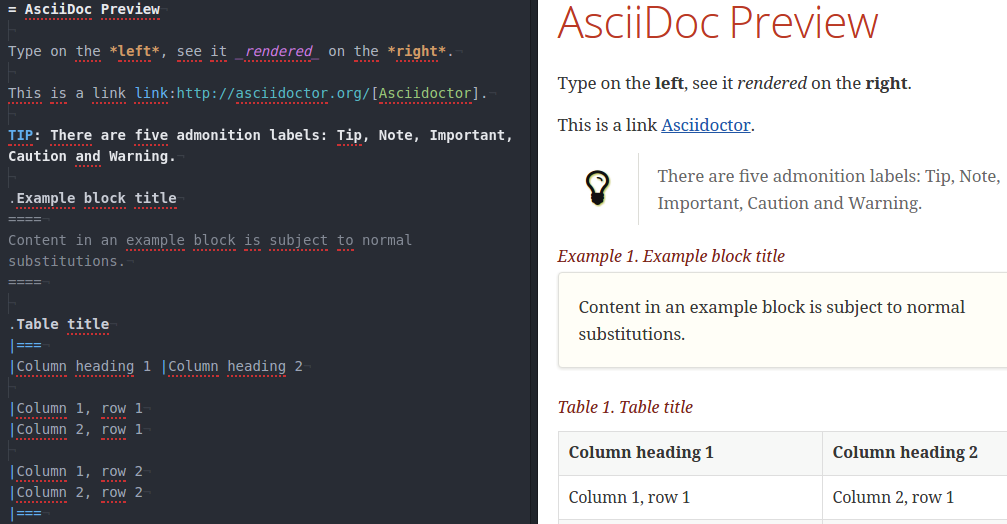 = AsciiDoc Preview
Type on the *left*, see it _rendered_ on the *right*.
This is a link link:http://asciidoctor.org/[Asciidoctor].
TIP: There are five admonition labels: Tip, Note, Important,
Caution and Warning.
.Example block title
====
Content in an example block is subject to normal
substitutions.
====
.Table title
|===
|Column heading 1 |Column heading 2
|Column 1, row 1
|Column 2, row 1
|Column 1, row 2
|Column 2, row 2
|===
AsciiDoc Preview
Type on the left, see it rendered on the right.
This is a link Asciidoctor.
There are five admonition labels: Tip, Note,
Important, Caution and Warning.
Example 1. Example block title
Content in an example block is subject to normal
substitutions.
Table 1. Table title
Column heading 1 Column heading 2
Column 1, row 1 Column 2, row 1